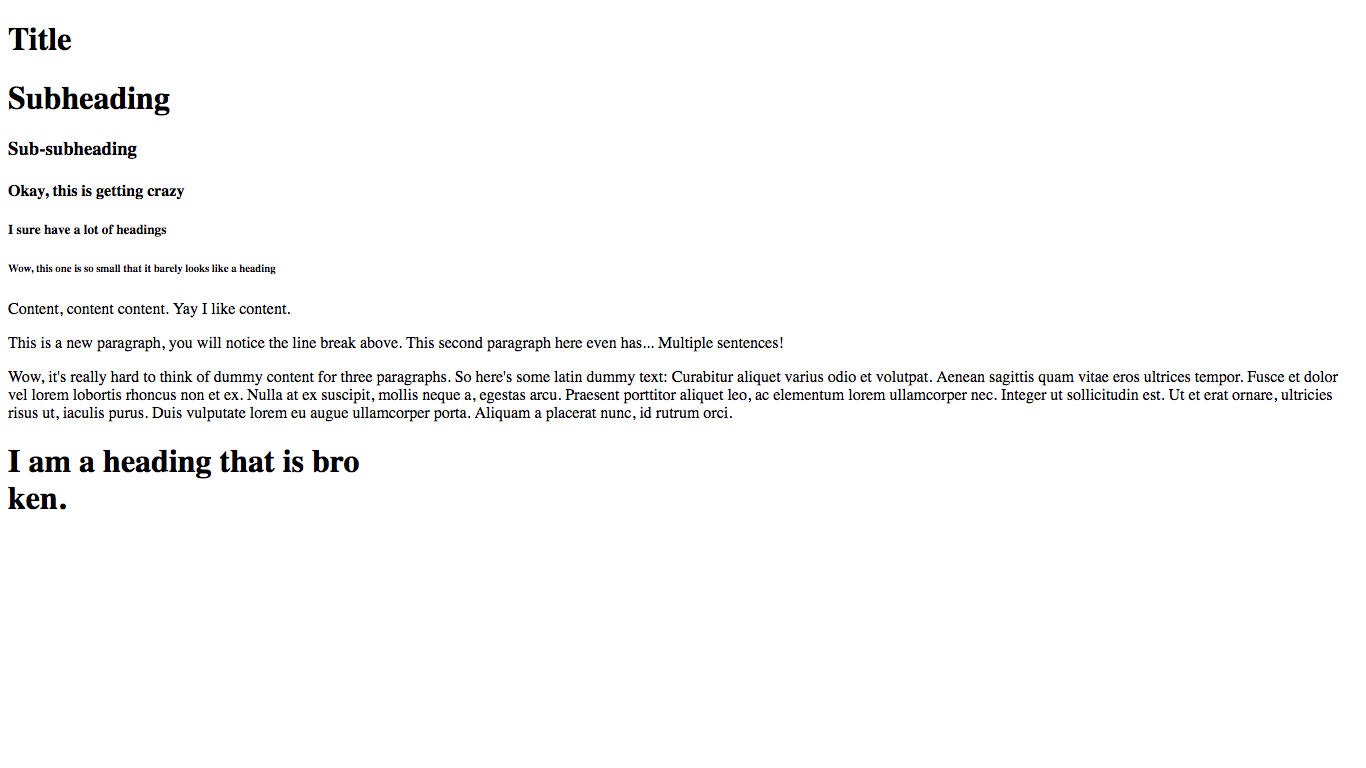 Title
Subheading
Sub-subheading
Okay, this is getting crazy
I sure have a lot of headings
Wow, this one is so small that it barely looks like a heading
Content, content content. Yay I like content.
This is a new paragraph, you will notice the line break above. This second paragraph here even has... Multiple sentences!
Wow, it's really hard to think of dummy content for three paragraphs. So here's some latin dummy text: Curabitur aliquet varius odio et volutpat. Aenean sagittis quam vitae eros ultrices tempor. Fusce et dolor
vel lorem lobortis rhoncus non et ex. Nulla at ex suscipit, mollis neque a, egestas arcu. Praesent porttitor aliquet leo, ac elementum lorem ullamcorper nec. Integer ut sollicitudin est. Ut et erat ornare, ultricies
risus ut, iaculis purus. Duis vulputate lorem eu augue ullamcorper porta. Aliquam a placerat nunc, id rutrum orci.
I am a heading that is bro
ken.